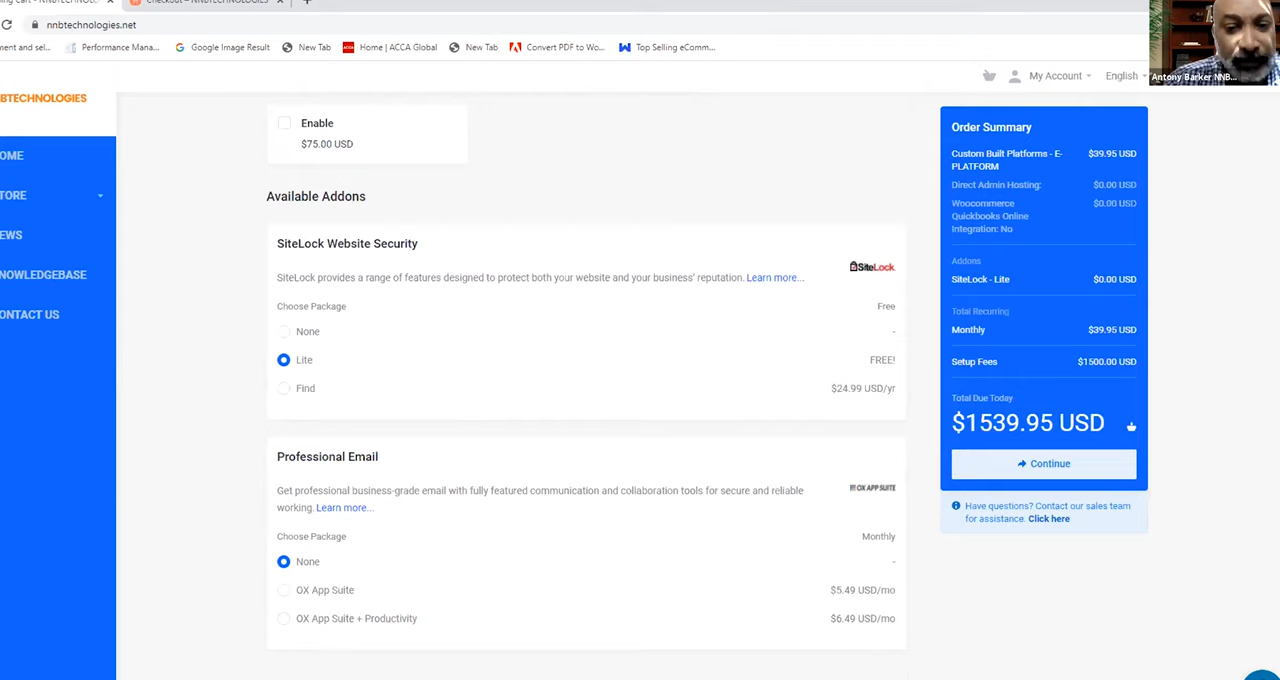 ing Cart - NNBTECHNOLOG
Checkout - NNBTECHNOLOGIES
nnbtechnologies.net
ment and sel...
Performance Mana...
Google Image Result
New Tab
Home | ACCA Global
New Tab
Convert PDF to Wo...
Top Selling eComm...
My Account
English
Antony Barker NNB...
BTECHNOLOGIES
OME
TORE
EWS
NOWLEDGEBASE
ONTACT US
Enable
$75.00 USD
Available Addons
SiteLock Website Security
SiteLock provides a range of features designed to protect both your website and your business' reputation. Learn more...
SiteLock
Choose Package
Free
None
-
Lite
FREE!
Find
$24.99 USD/yr
Professional Email
Get professional business-grade email with fully featured communication and collaboration tools for secure and reliable
working. Learn more...
OX APP SUITE
Choose Package
Monthly
None
-
OX App Suite
$5.49 USD/mo
OX App Suite + Productivity
$6.49 USD/mo
Order Summary
Custom Built Platforms - E- $39.95 USD
PLATFORM
Direct Admin Hosting: $0.00 USD
Woocommerce $0.00 USD
Quickbooks Online
Integration: No
Addons
SiteLock - Lite $0.00 USD
Total Recurring
Monthly $39.95 USD
Setup Fees $1500.00 USD
Total Due Today
$1539.95 USD
Continue
Have questions? Contact our sales team
for assistance. Click here